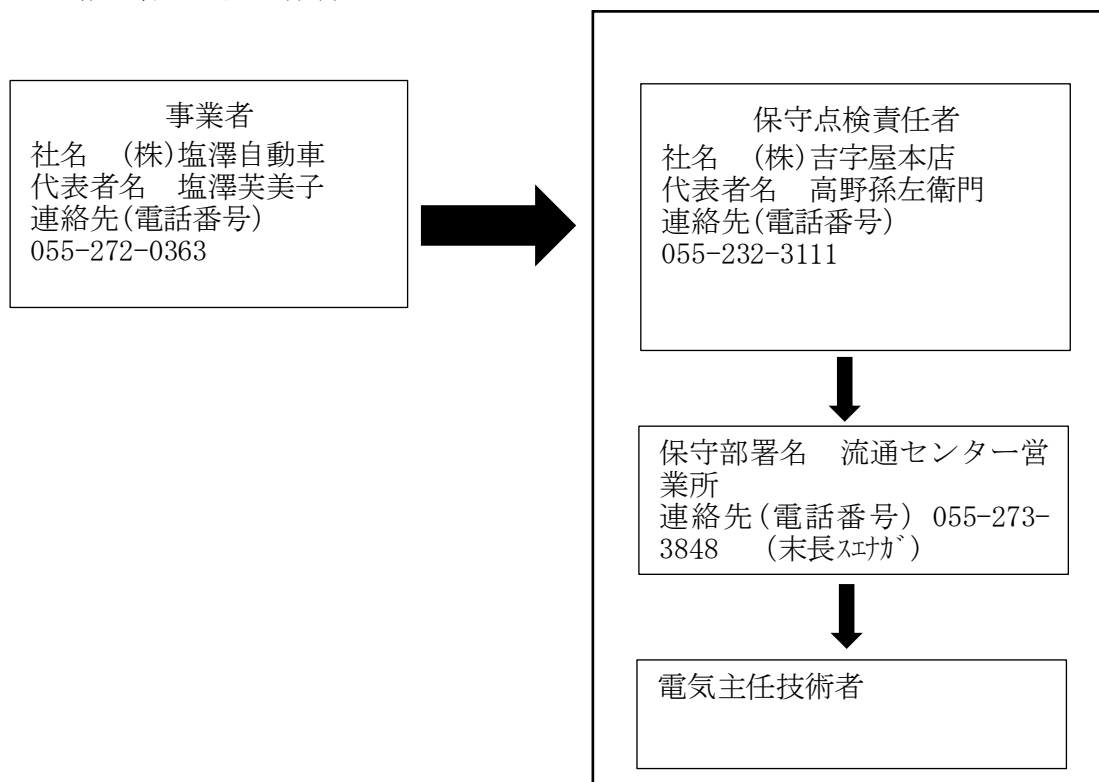 事業者
社名　(株)塩澤自動車
代表者名　塩澤芙美子
連絡先(電話番号)
055-272-0363
保守点検責任者
社名　(株)吉字屋本店
代表者名　高野孫左衛門
連絡先(電話番号)
055-232-3111
保守部署名　流通センター営
業所
連絡先(電話番号) 055-273-
3848　(末長ｽｴﾅｶﾞ)
電気主任技術者